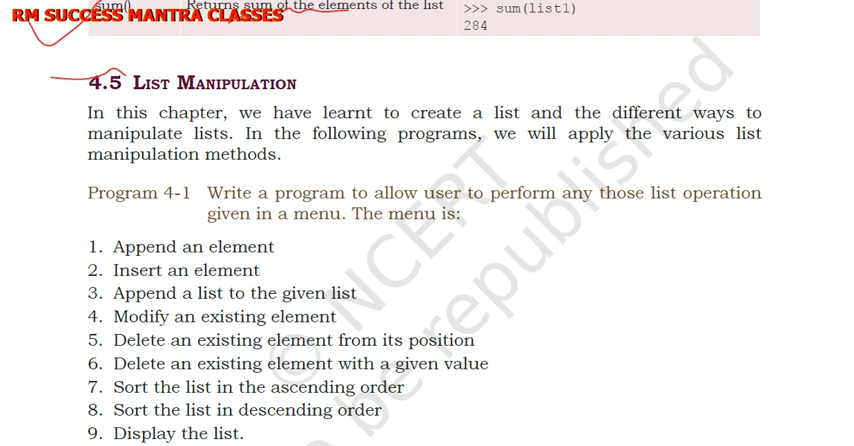 sum()
Returns sum of the elements of the list
>>> sum(list1)
284
RM SUCCESS MANTRA CLASSES
4.5 LIST MANIPULATION
In this chapter, we have learnt to create a list and the different ways to
manipulate lists. In the following programs, we will apply the various list
manipulation methods.
Program 4-1 Write a program to allow user to perform any those list operation
given in a menu. The menu is:
1. Append an element
2. Insert an element
3. Append a list to the given list
4. Modify an existing element
5. Delete an existing element from its position
6. Delete an existing element with a given value
7. Sort the list in the ascending order
8. Sort the list in descending order
9. Display the list.
© NCERT
be republished